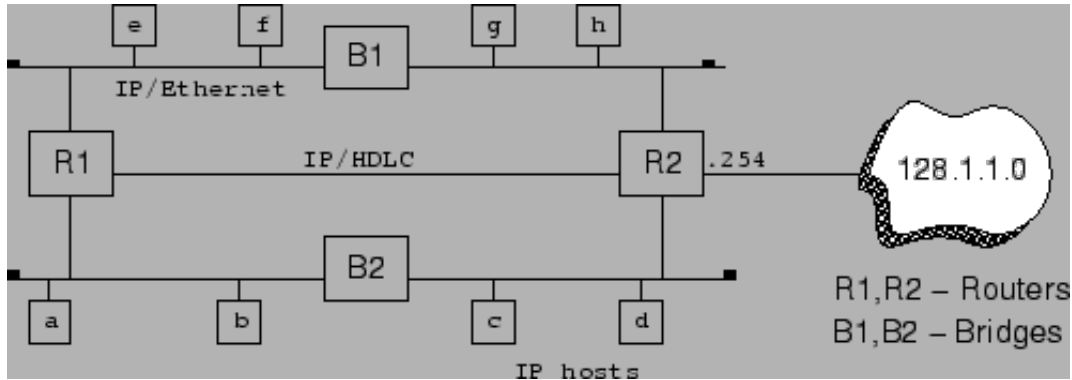 e f g h
B1
IP/Ethernet
R1 IP/HDLC R2 .254 128.1.1.0
B2
a b c d
R1,R2 – Routers
B1,B2 – Bridges
IP hosts